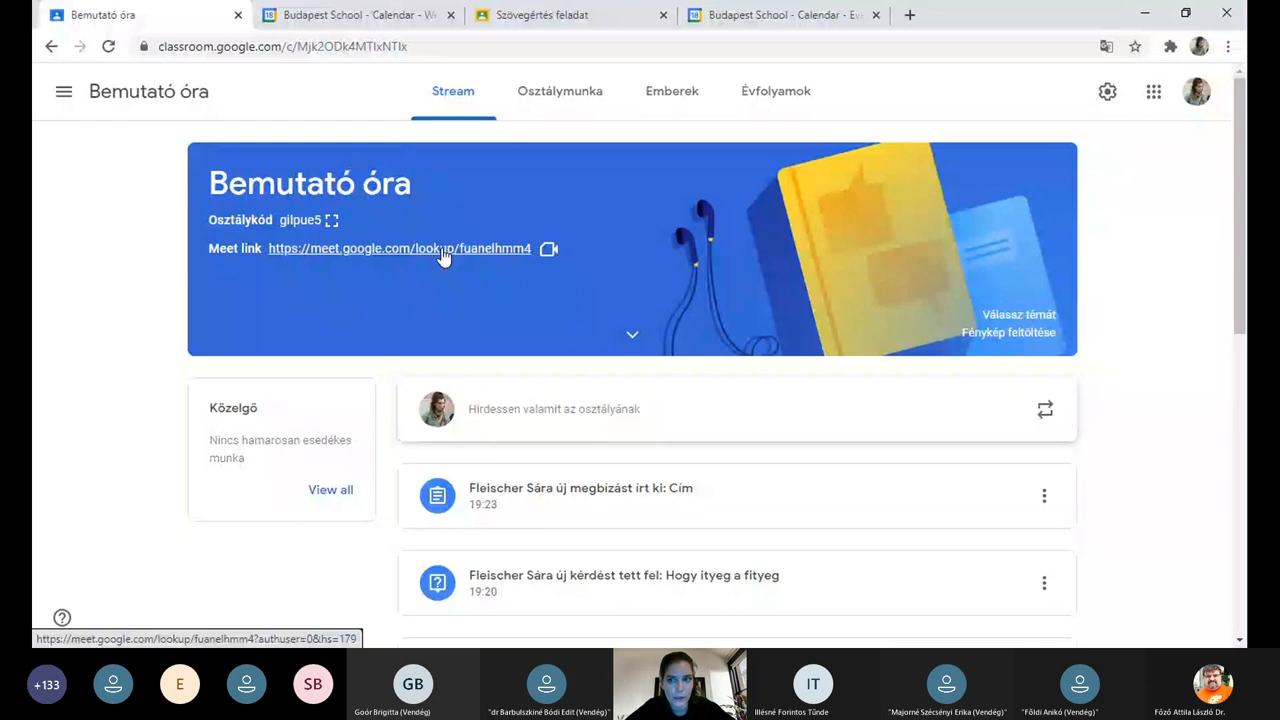 Bemutató óra
Budapest School - Calendar - We
Szövegértés feladat
Budapest School - Calendar - Eve
classroom.google.com/c/Mjk2ODk4MTIxNTIx
Bemutató óra
Stream
Osztálymunka
Emberek
Évfolyamok
Bemutató óra
Osztálykód gilpue5
Meet link https://meet.google.com/lookup/fuanelhmm4
Válassz témát
Fénykép feltöltése
Közelgő
Nincs hamarosan esedékes
munka
View all
Hirdessen valamit az osztályának
Fleischer Sára új megbízást írt ki: Cím
19:23
Fleischer Sára új kérdést tett fel: Hogy ityeg a fityeg
19:20
https://meet.google.com/lookup/fuanelhmm4?authuser=0&hs=179
+133
E
SB
GB
IT
Goór Brigitta (Vendég)
"dr Barbulszkiné Bódi Edit (Vendég)"
Illésné Forintos Tünde
"Majorné Szécsényi Erika (Vendég)"
"Földi Anikó (Vendég)"
Főző Attila László Dr.